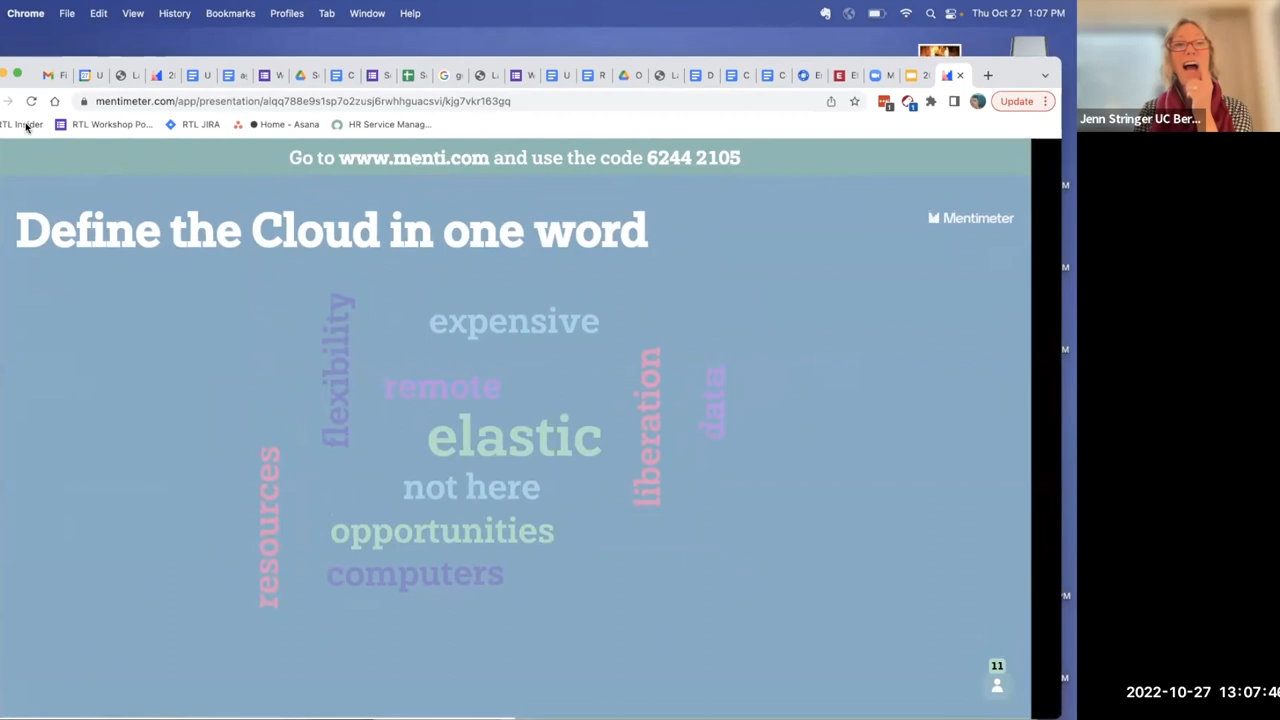 Chrome File Edit View History Bookmarks Profiles Tab Window Help
Thu Oct 27 1:07 PM
mentimeter.com/app/presentation/alqq788e9s1sp7o2zusj6rwhhguacsvi/kjg7vkr163gq
Update
RTL Insider RTL Workshop Po... RTL JIRA Home - Asana HR Service Manag...
Jenn Stringer UC Ber...
Go to www.menti.com and use the code 6244 2105
Define the Cloud in one word
Mentimeter
flexibility
expensive
remote
liberation
data
elastic
not here
resources
opportunities
computers
11
2022-10-27 13:07:4